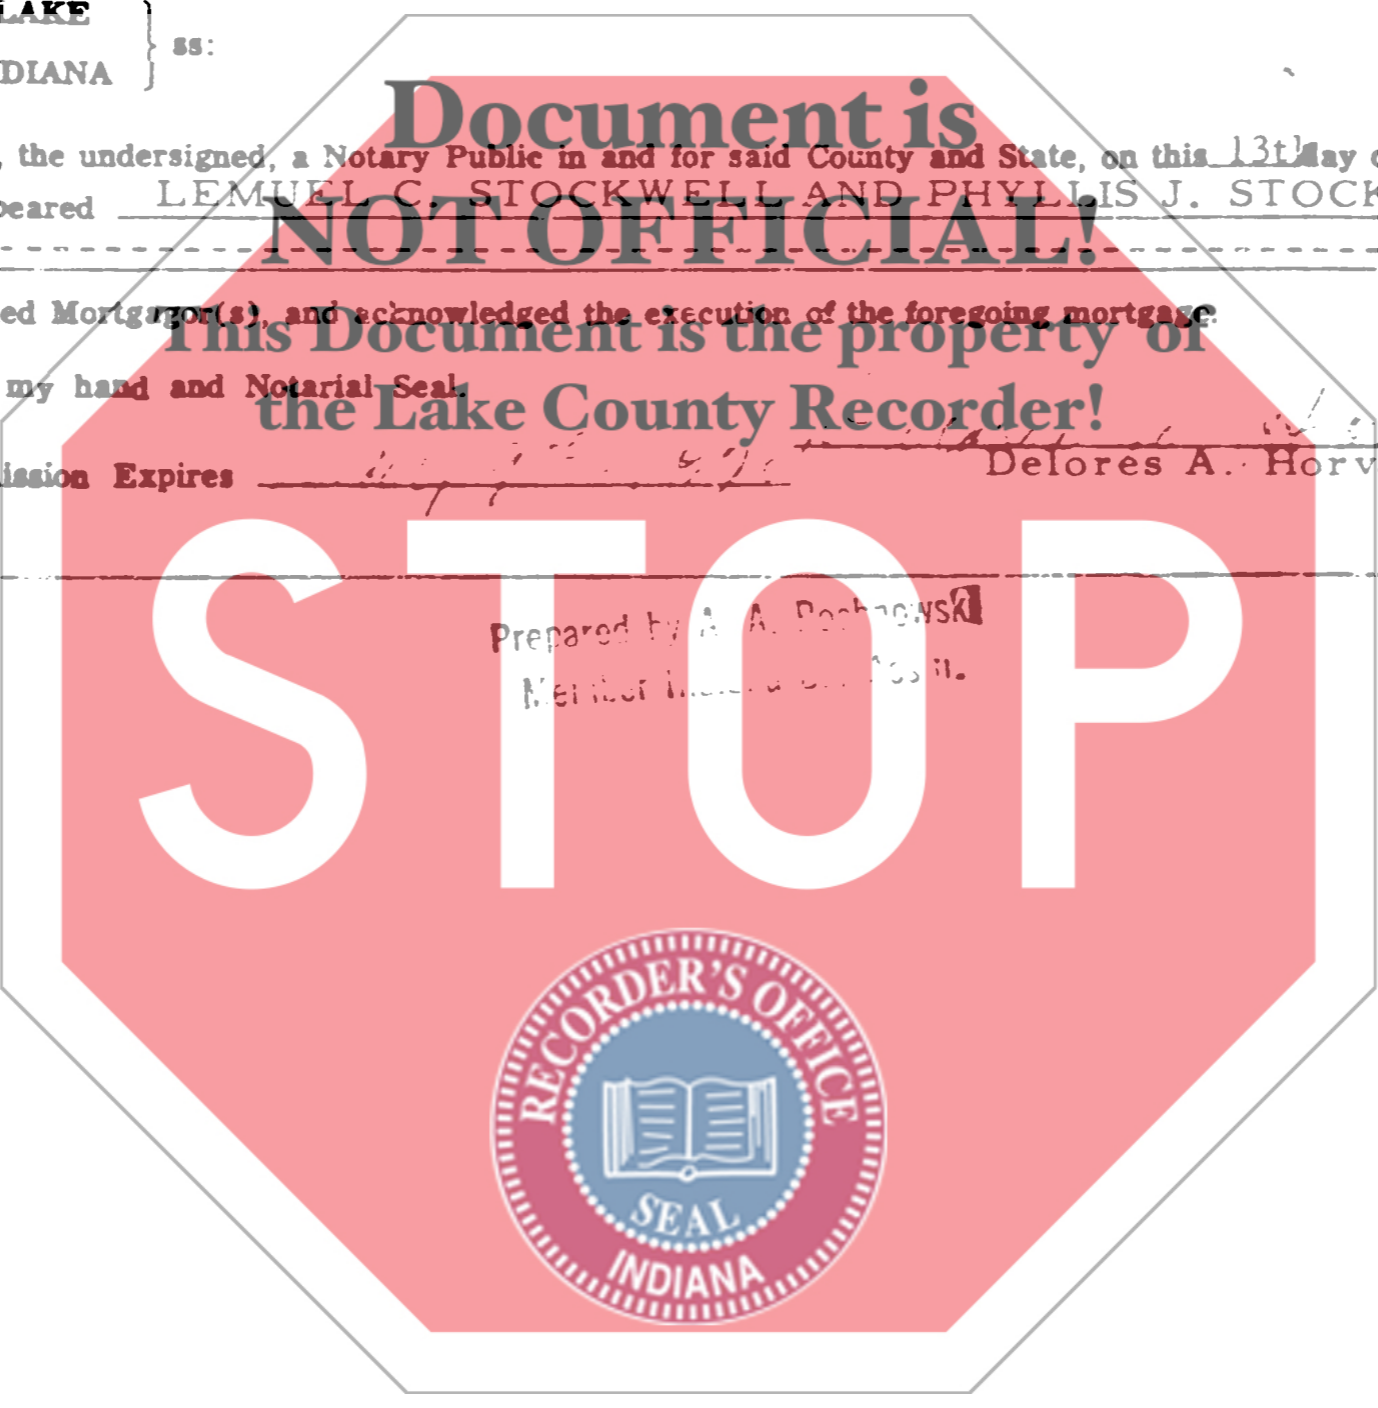 LAKE
DIANA
ss:
Document is
, the undersigned, a Notary Public in and for said County and State, on this 13th day
peared LEMUEL C. STOCKWELL AND PHYLLIS J. STOCK
NOT OFFICIAL!
ed Mortgagor(s), and acknowledged the execution of the foregoing mortgage.
This Document is the property of
my hand and Notarial Seal.
the Lake County Recorder!
Delores A. Horv
ission Expires
STOP
Prepared by A. A.
Member
RECORDER'S OFFICE
SEAL
INDIANA